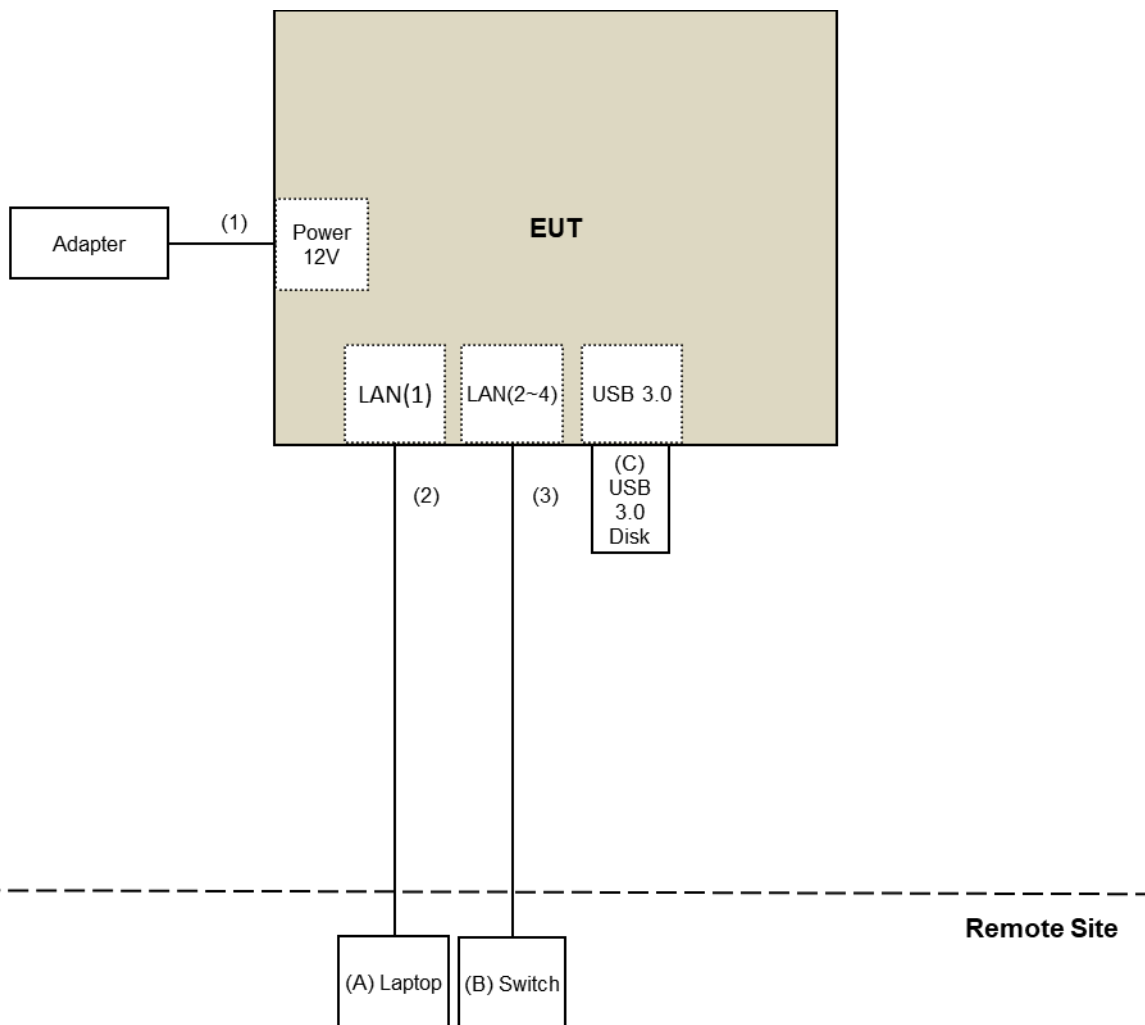 EUT
(1)
Adapter
Power
12V
LAN(1)
LAN(2~4)
USB 3.0
(2)
(3)
(C)
USB
3.0
Disk
Remote Site
(A) Laptop
(B) Switch